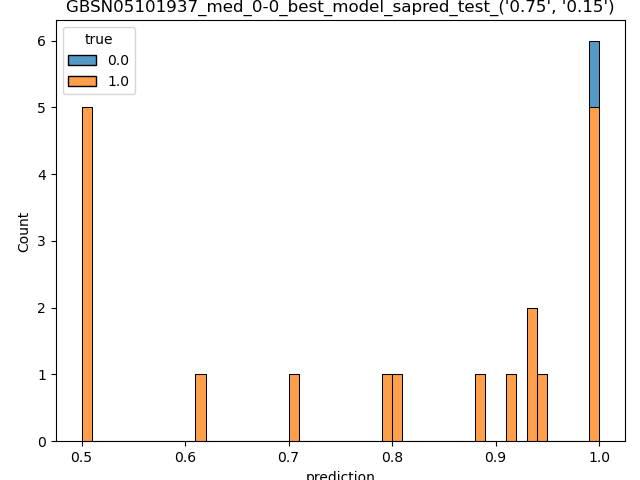 GBSN05101937_med_0-0_best_model_sapred_test_('0.75', '0.15')
true
0.0
1.0
6
5
4
3
2
1
0
Count
0.5 0.6 0.7 0.8 0.9 1.0
prediction